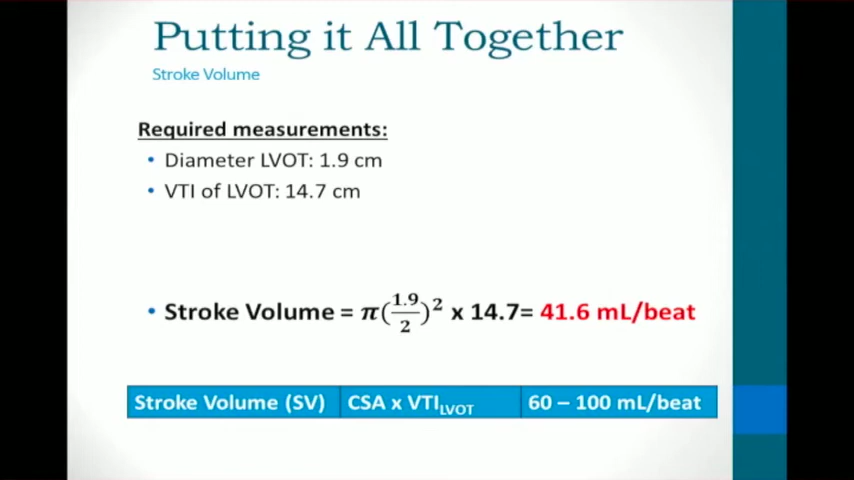 Putting it All Together
Stroke Volume
Required measurements:
• Diameter LVOT: 1.9 cm
• VTI of LVOT: 14.7 cm
• Stroke Volume = π(1.9/2)² x 14.7= 41.6 mL/beat
Stroke Volume (SV) CSA x VTI_LVOT 60 – 100 mL/beat